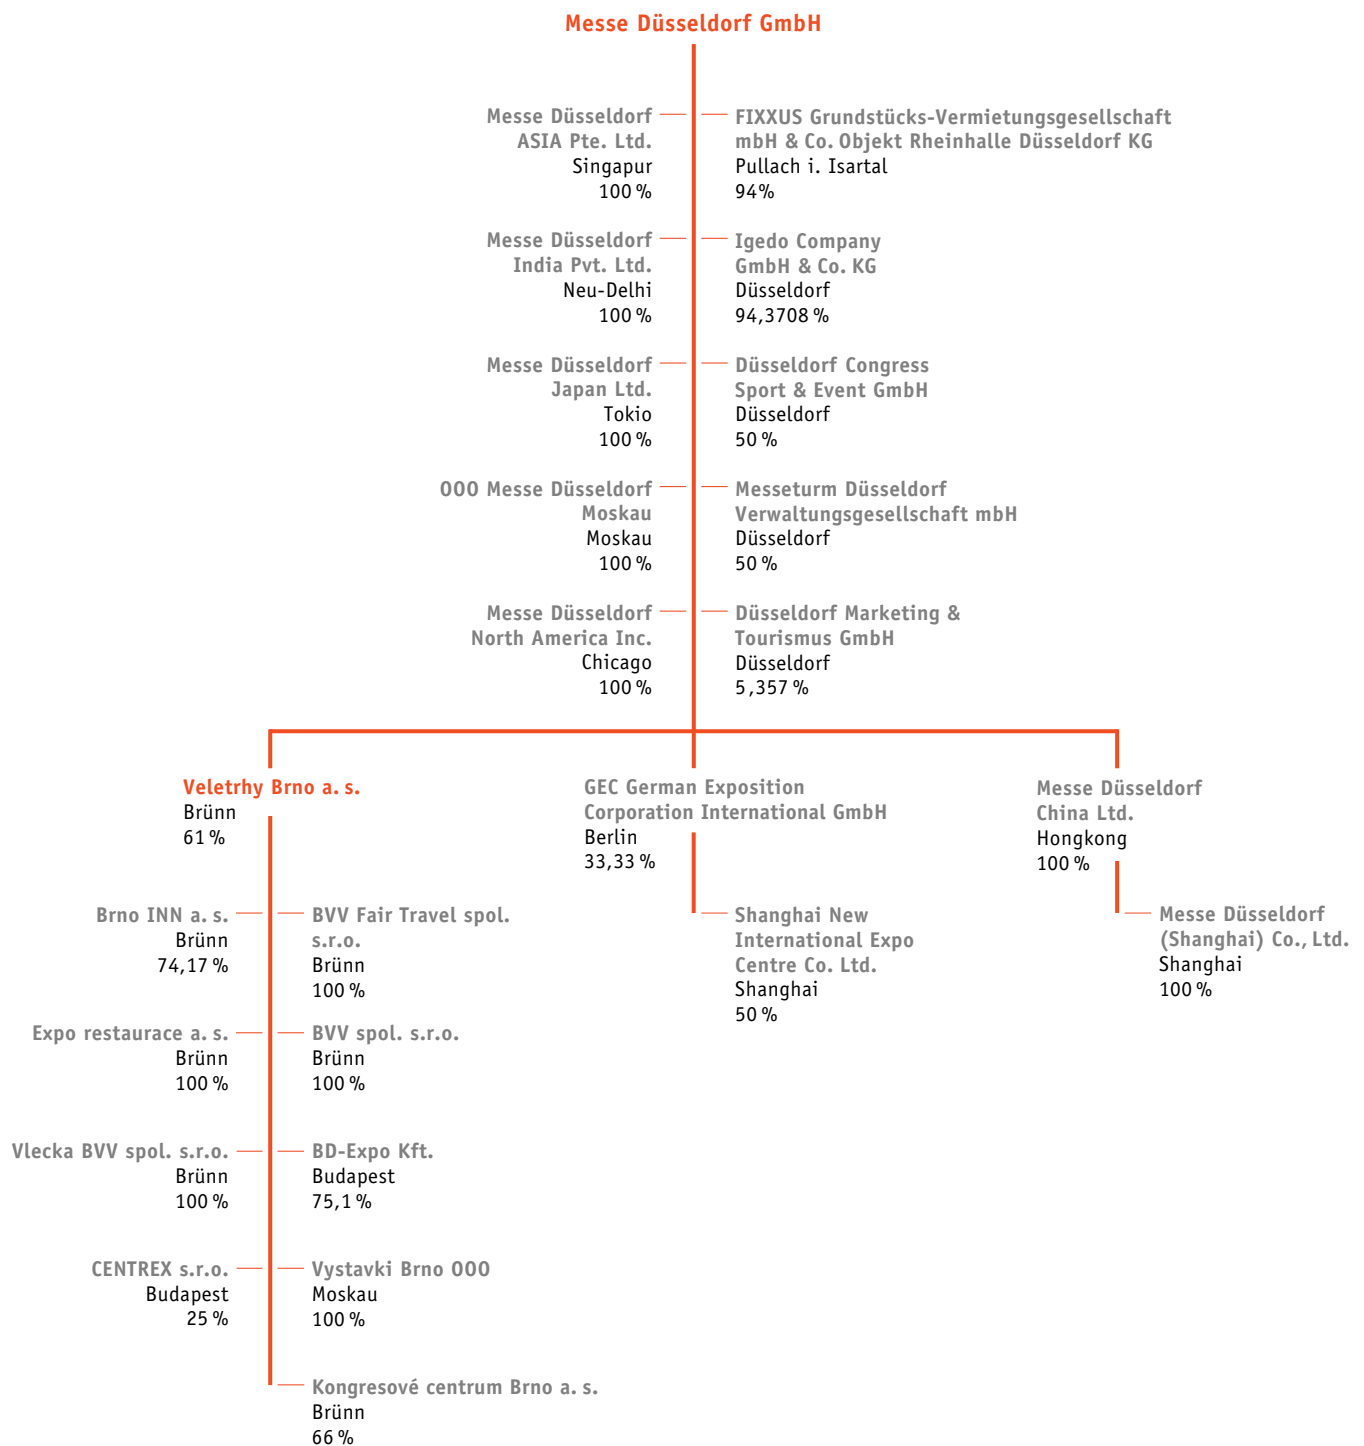 Messe Düsseldorf GmbH
Messe Düsseldorf
ASIA Pte. Ltd.
Singapur
100 %
FIXXUS Grundstücks-Vermietungsgesellschaft
mbH & Co. Objekt Rheinhalle Düsseldorf KG
Pullach i. Isartal
94%
Messe Düsseldorf
India Pvt. Ltd.
Neu-Delhi
100 %
Igedo Company
GmbH & Co. KG
Düsseldorf
94,3708 %
Messe Düsseldorf
Japan Ltd.
Tokio
100 %
Düsseldorf Congress
Sport & Event GmbH
Düsseldorf
50 %
OOO Messe Düsseldorf
Moskau
Moskau
100 %
Messeturm Düsseldorf
Verwaltungsgesellschaft mbH
Düsseldorf
50 %
Messe Düsseldorf
North America Inc.
Chicago
100 %
Düsseldorf Marketing &
Tourismus GmbH
Düsseldorf
5,357 %
Veletrhy Brno a. s.
Brünn
61 %
GEC German Exposition
Corporation International GmbH
Berlin
33,33 %
Messe Düsseldorf
China Ltd.
Hongkong
100 %
Brno INN a. s.
Brünn
74,17 %
BVV Fair Travel spol.
s.r.o.
Brünn
100 %
Shanghai New
International Expo
Centre Co. Ltd.
Shanghai
50 %
Messe Düsseldorf
(Shanghai) Co., Ltd.
Shanghai
100 %
Expo restaurace a. s.
Brünn
100 %
BVV spol. s.r.o.
Brünn
100 %
Vlecka BVV spol. s.r.o.
Brünn
100 %
BD-Expo Kft.
Budapest
75,1 %
CENTREX s.r.o.
Budapest
25 %
Vystavki Brno OOO
Moskau
100 %
Kongresové centrum Brno a. s.
Brünn
66 %